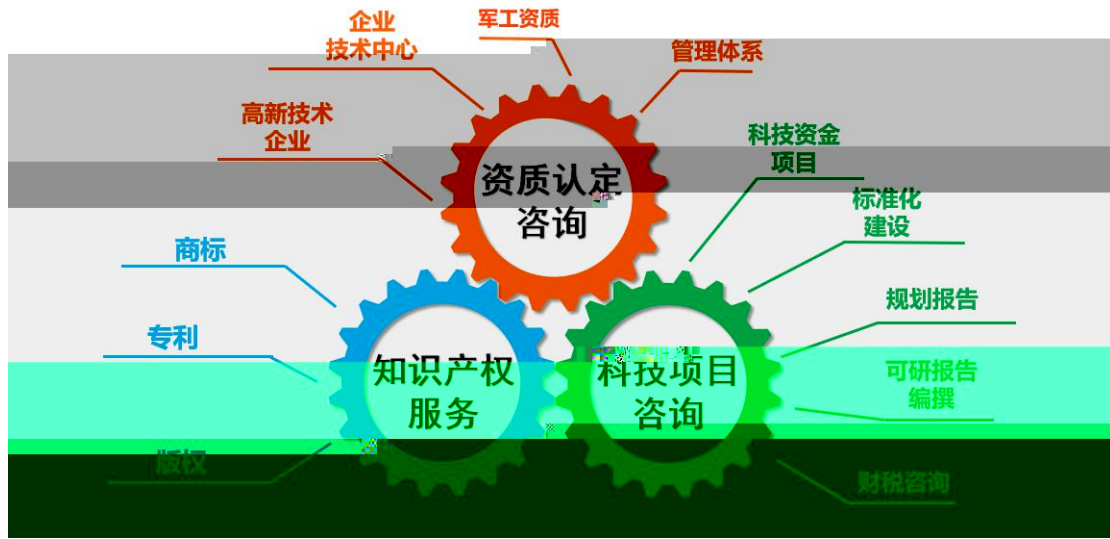 企业
技术中心
军工资质
管理体系
高新技术
企业
资质认定
咨询
科技资金
项目
标准化
建设
规划报告
可研报告
编撰
财税咨询
科技项目
咨询
商标
专利
版权
知识产权
服务